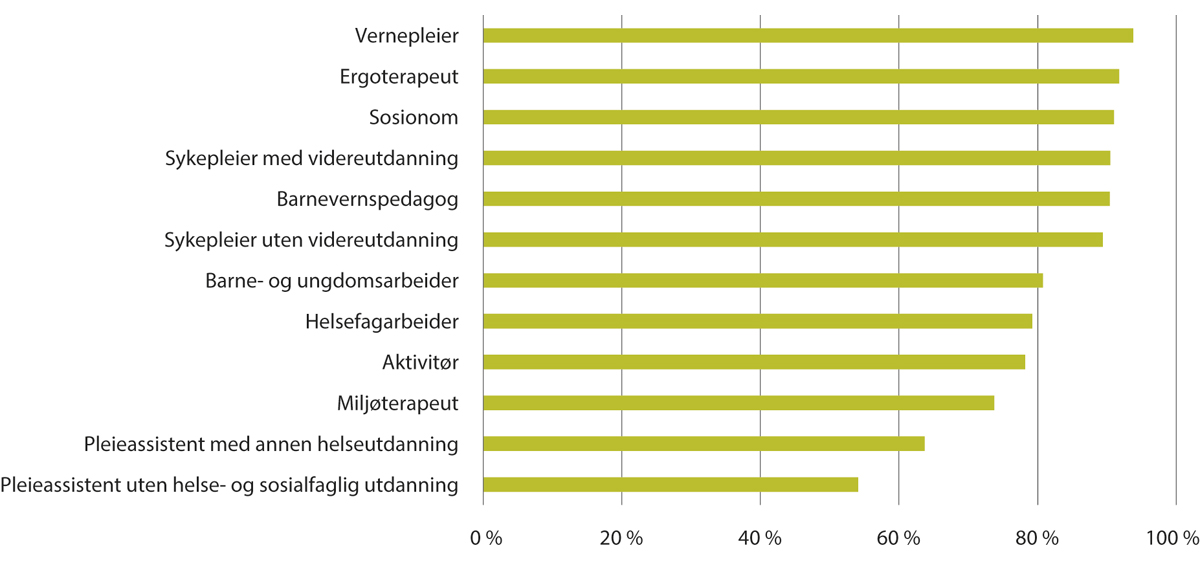 Vernepleier
Ergoterapeut
Sosionom
Sykepleier med videreutdanning
Barnevernspedagog
Sykepleier uten videreutdanning
Barne- og ungdomsarbeider
Helsefagarbeider
Aktivitør
Miljøterapeut
Pleieassistent med annen helseutdanning
Pleieassistent uten helse- og sosialfaglig utdanning
0 % 20 % 40 % 60 % 80 % 100 %